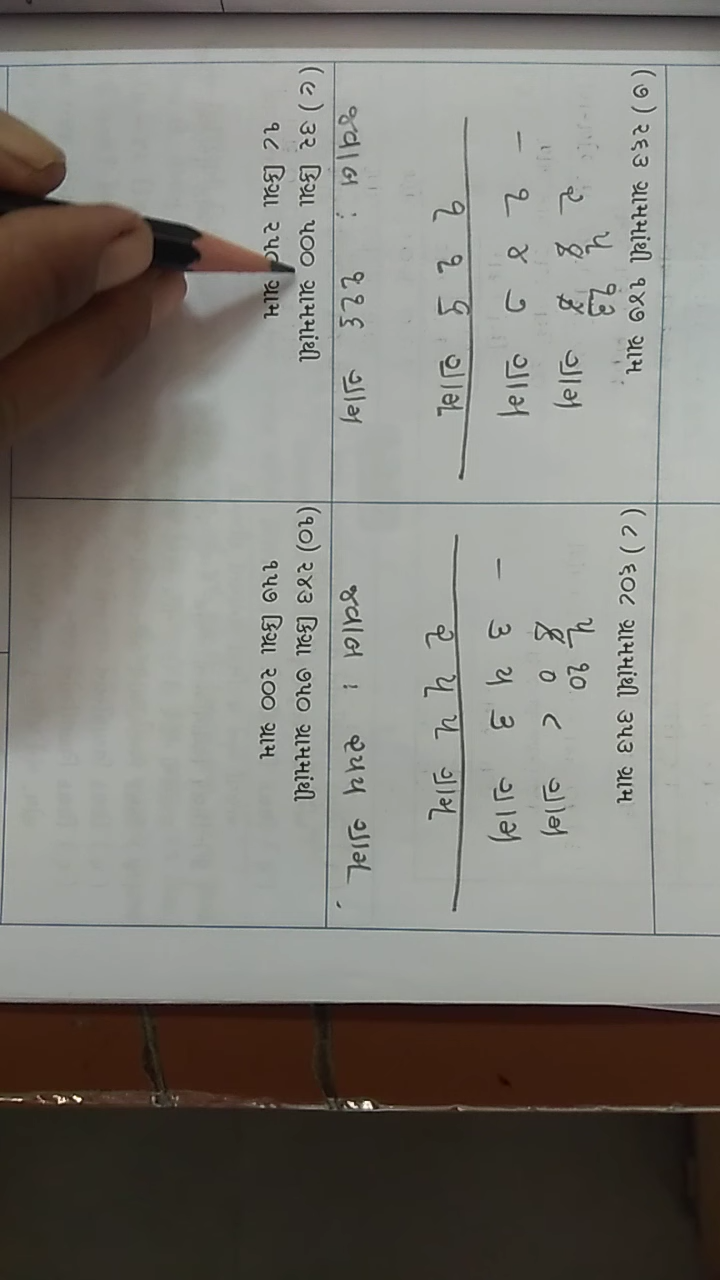 (૭) ૨૬૩ ગ્રામમાંથી ૧૪૭ ગ્રામ
૫ ૧૩
૨ ૬ ૩ ગ્રામ
- ૧ ૪ ૭ ગ્રામ
૧ ૧ ૬ ગ્રામ
જવાબ : ૧૧૬ ગ્રામ
(૮) ૬૦૮ ગ્રામમાંથી ૩૫૩ ગ્રામ
૫ ૧૦
૬ ૦ ૮ ગ્રામ
- ૩ ૫ ૩ ગ્રામ
૨ ૫ ૫ ગ્રામ
જવાબ : ૨૫૫ ગ્રામ.
(૯) ૩૨ કિગ્રા ૫૦૦ ગ્રામમાંથી
૧૮ કિગ્રા ૨૫૦ ગ્રામ
(૧૦) ૨૪૩ કિગ્રા ૭૫૦ ગ્રામમાંથી
૧૫૭ કિગ્રા ૨૦૦ ગ્રામ